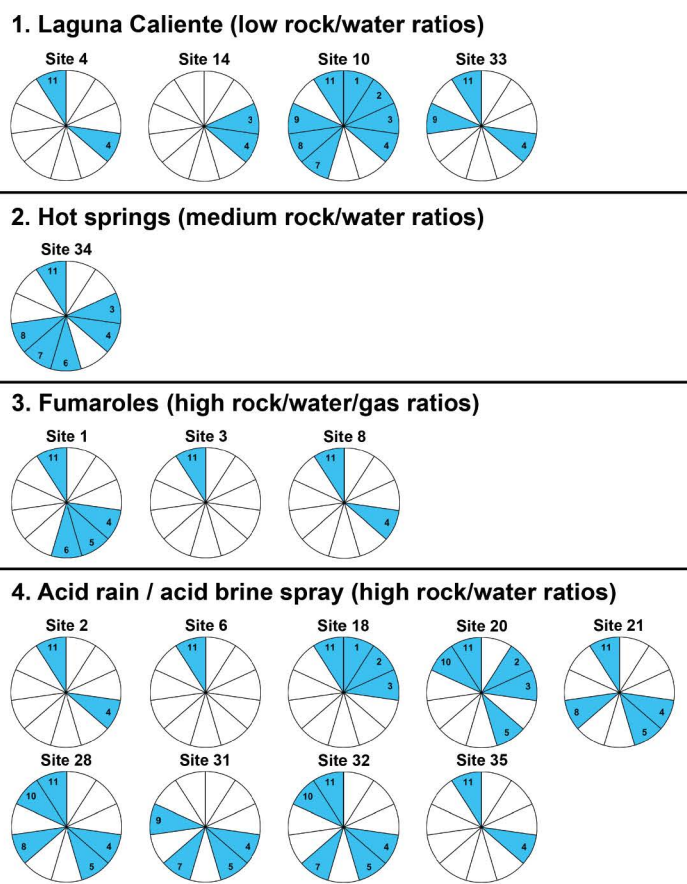 1. Laguna Caliente (low rock/water ratios)
Site 4 Site 14 Site 10 Site 33
11 11 1 11
2
3 9 3 9
4 4 8 4 4
7
2. Hot springs (medium rock/water ratios)
Site 34
11
3
8 4
7
6
3. Fumaroles (high rock/water/gas ratios)
Site 1 Site 3 Site 8
11 11 11
4 4
5
6
4. Acid rain / acid brine spray (high rock/water ratios)
Site 2 Site 6 Site 18 Site 20 Site 21
11 11 11 1 11 11
2 10 2
3 3
4 8 4
5 5
Site 28 Site 31 Site 32 Site 35
11 11 11
10 10
9
8 4 4 4 4
5 7 5 7 5